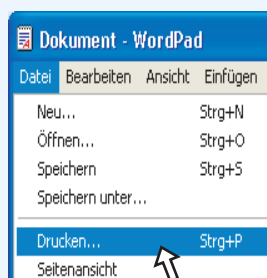 Dokument - WordPad
Datei Bearbeiten Ansicht Einfügen
Neu... Strg+N
Öffnen... Strg+O
Speichern Strg+S
Speichern unter...
Drucken... Strg+P
Seitenansicht